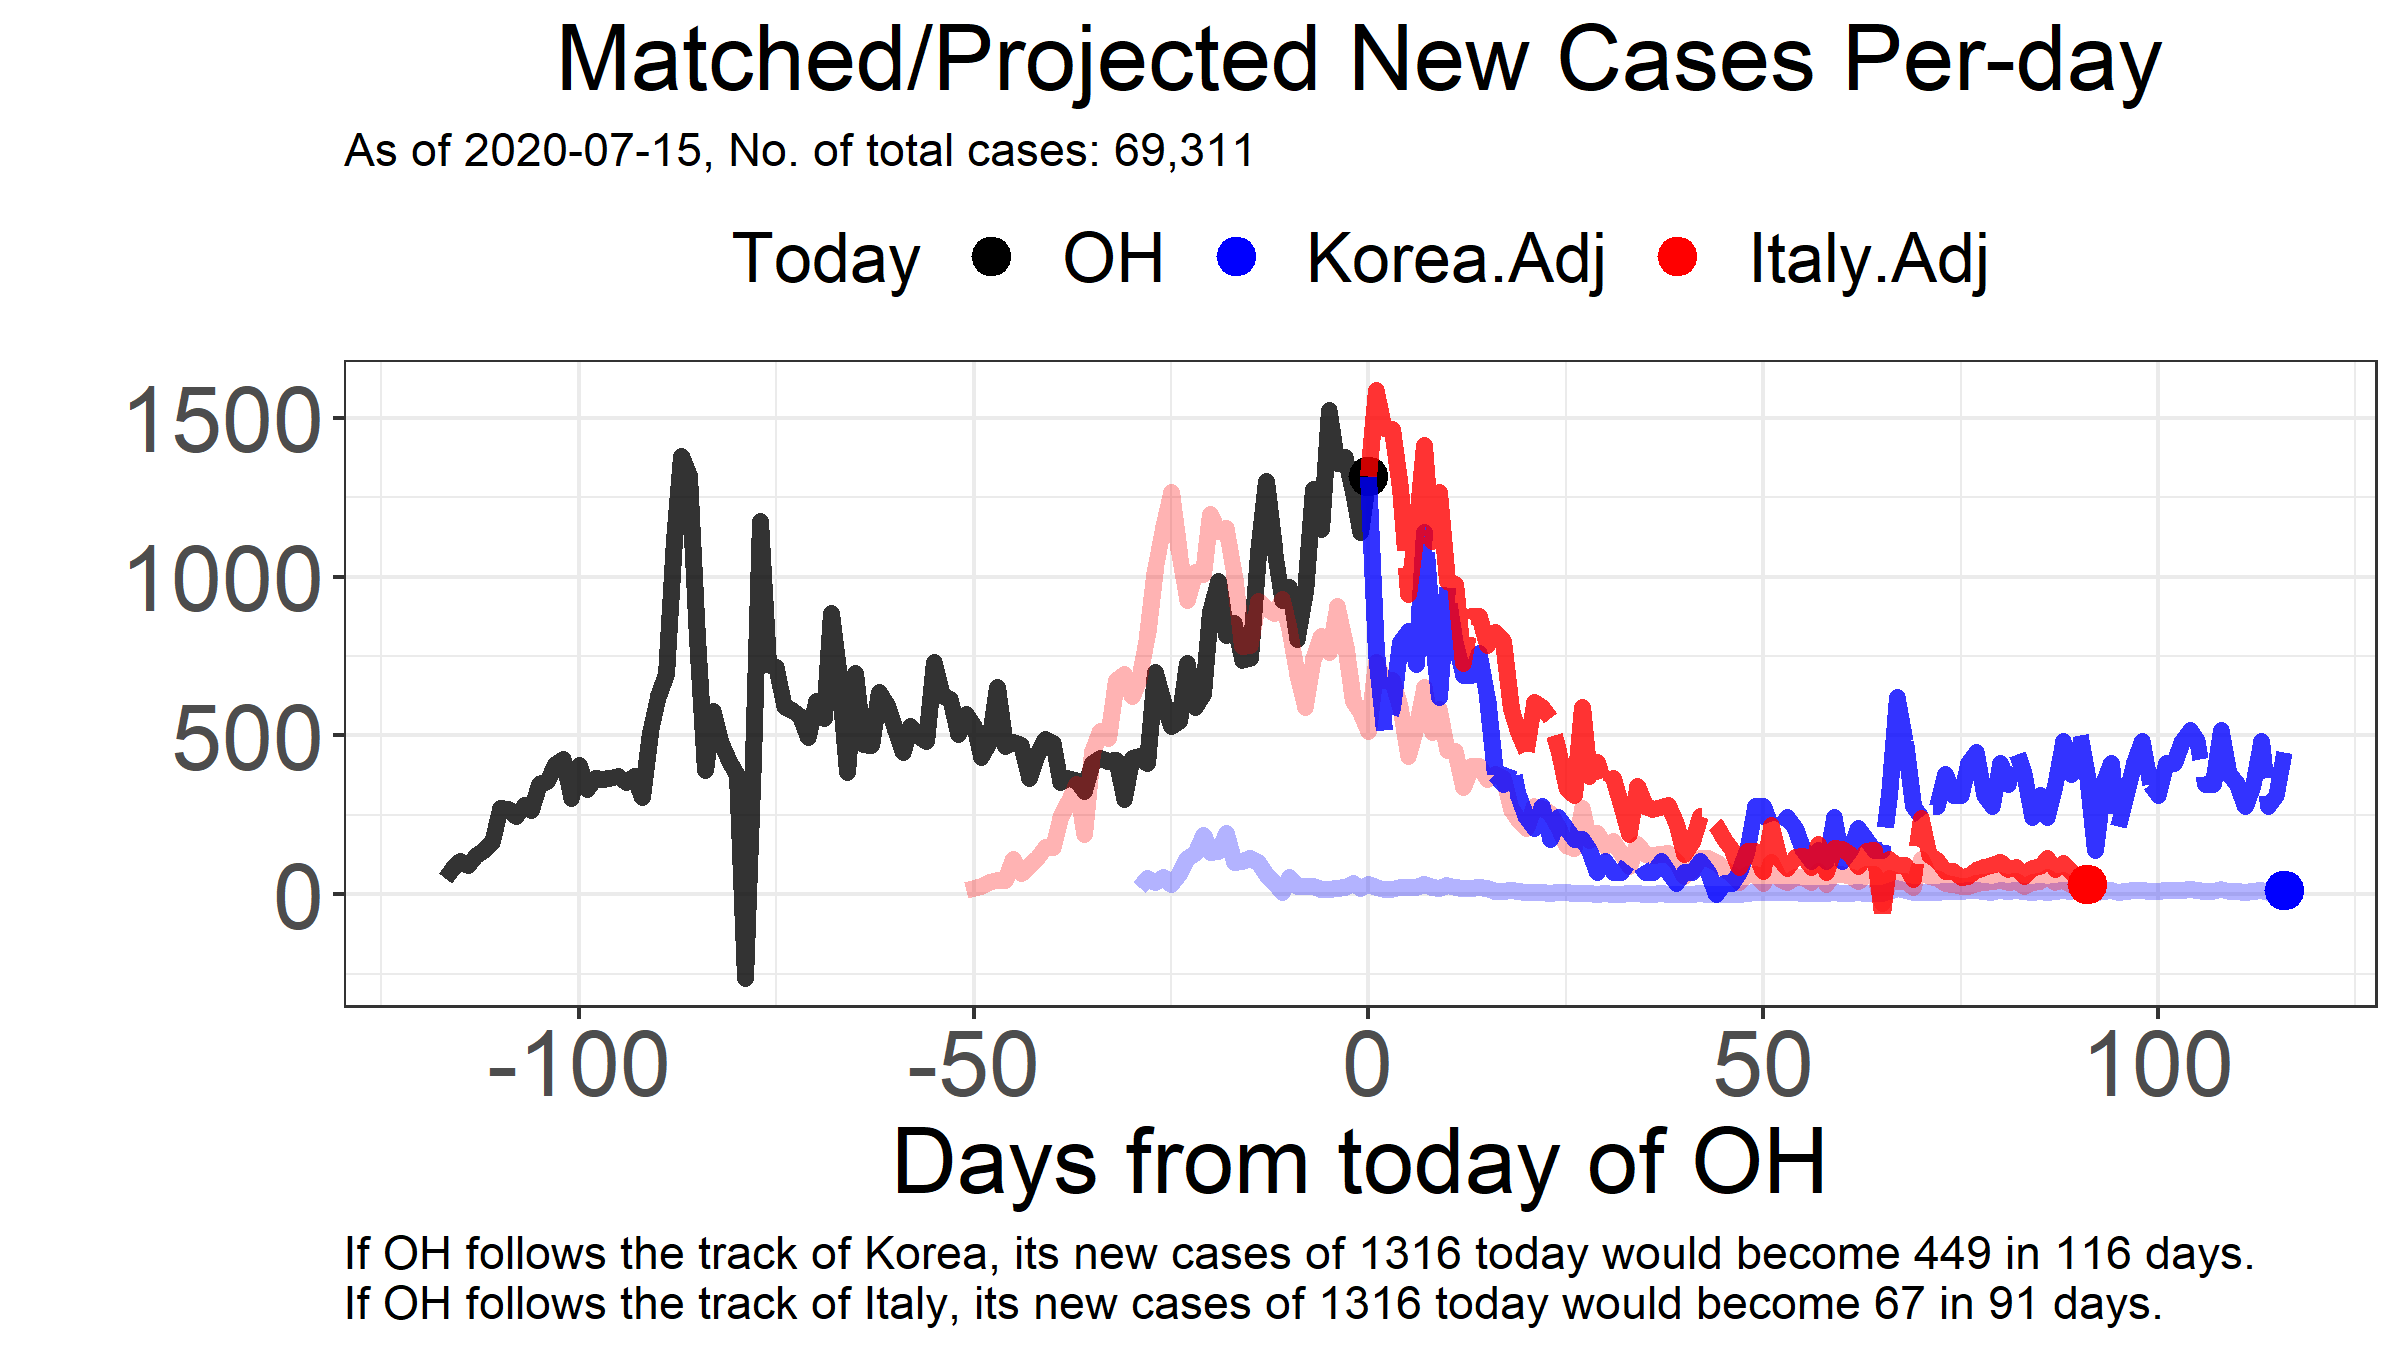 Matched/Projected New Cases Per-day
As of 2020-07-15, No. of total cases: 69,311
Today OH Korea.Adj Italy.Adj
1500
1000
500
0
-100 -50 0 50 100
Days from today of OH
If OH follows the track of Korea, its new cases of 1316 today would become 449 in 116 days.
If OH follows the track of Italy, its new cases of 1316 today would become 67 in 91 days.